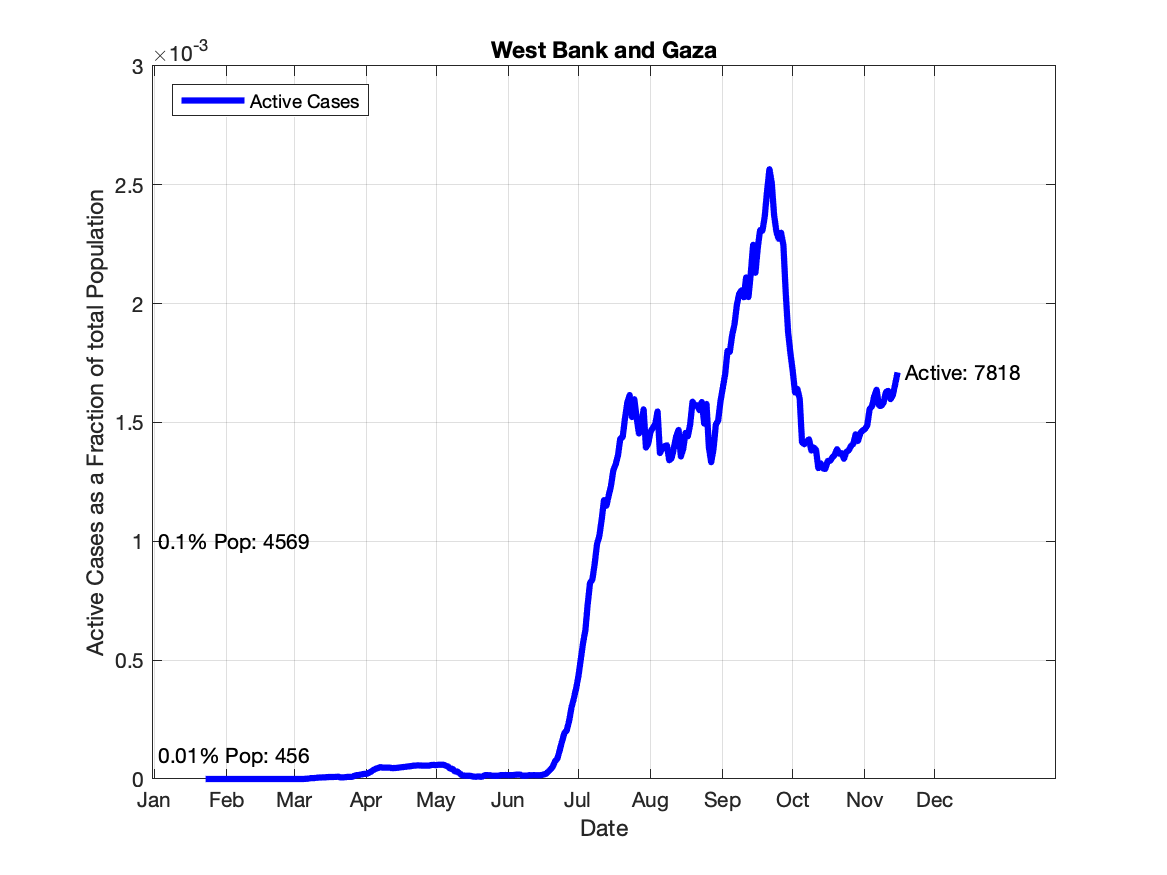 West Bank and Gaza
×10-3
3
2.5
2
1.5
1
0.5
0
Active Cases
Active: 7818
0.1% Pop: 4569
0.01% Pop: 456
Active Cases as a Fraction of total Population
Jan Feb Mar Apr May Jun Jul Aug Sep Oct Nov Dec
Date